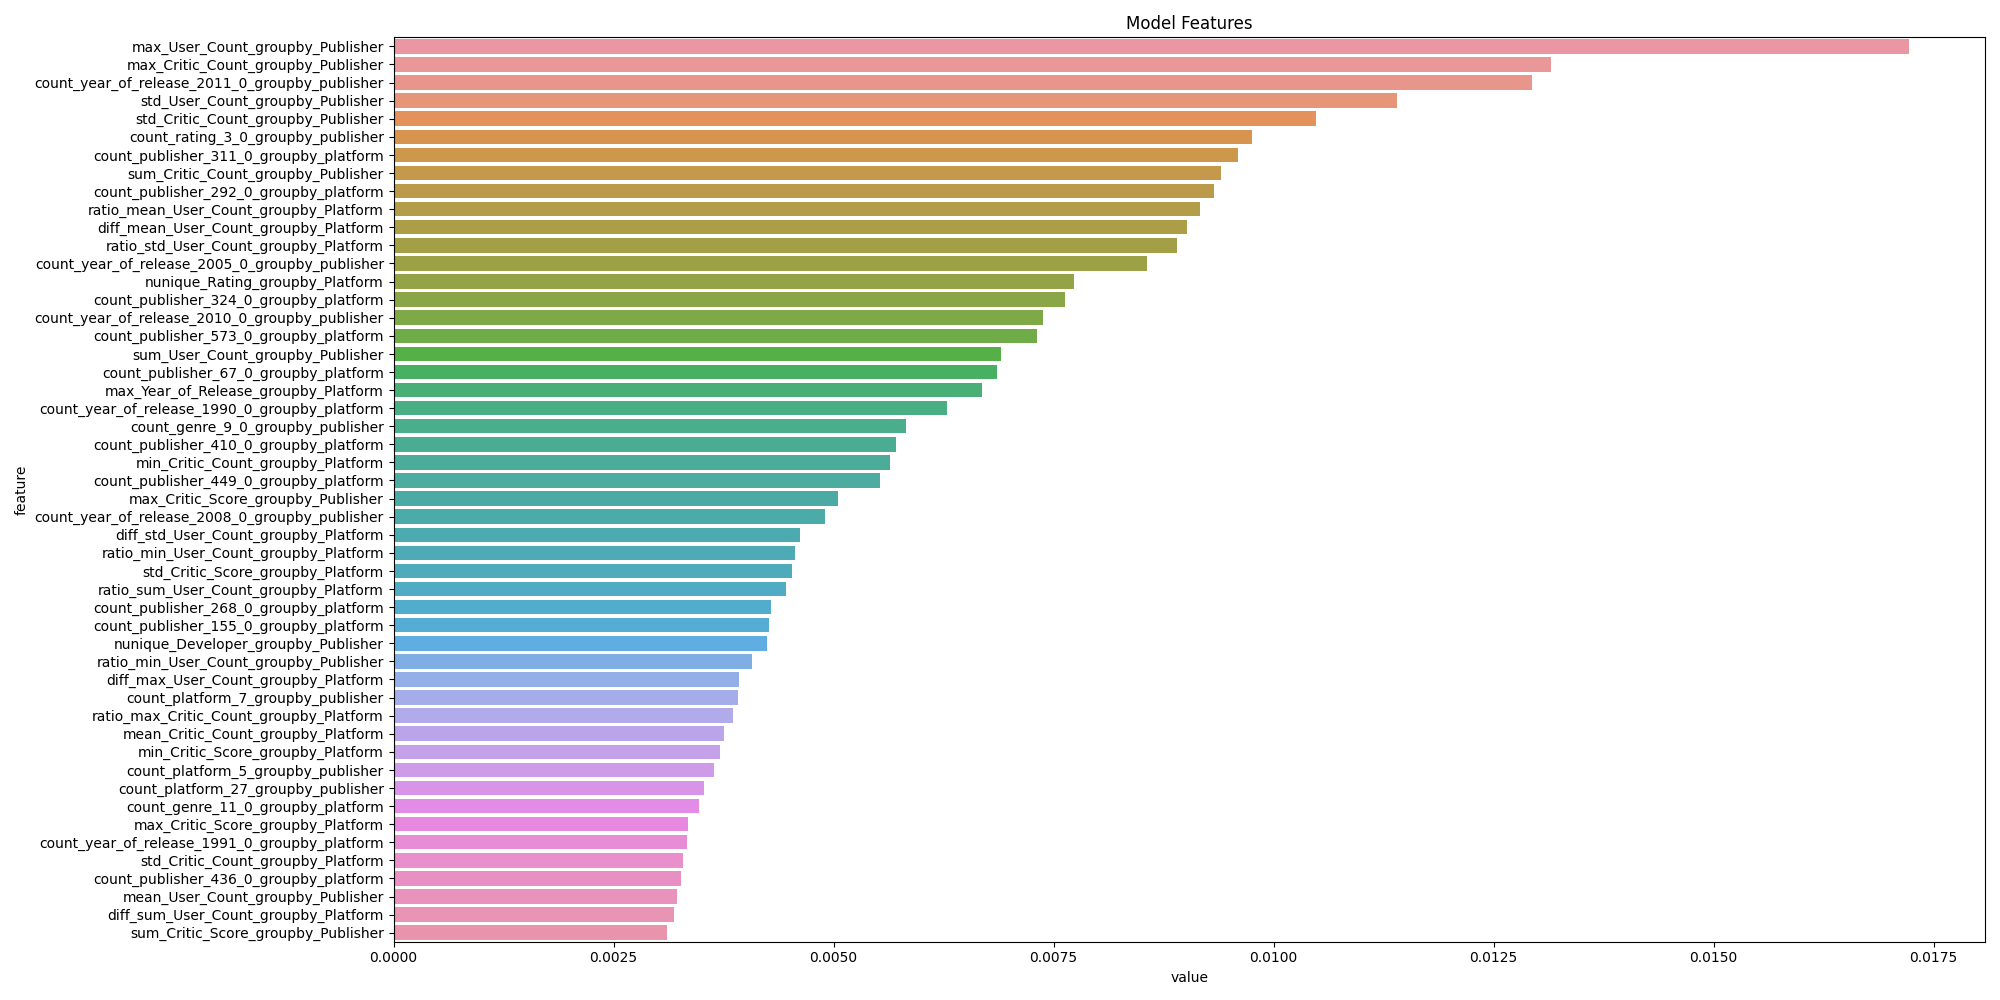 Model Features
max_User_Count_groupby_Publisher
max_Critic_Count_groupby_Publisher
count_year_of_release_2011_0_groupby_publisher
std_User_Count_groupby_Publisher
std_Critic_Count_groupby_Publisher
count_rating_3_0_groupby_publisher
count_publisher_311_0_groupby_platform
sum_Critic_Count_groupby_Publisher
count_publisher_292_0_groupby_platform
ratio_mean_User_Count_groupby_Platform
diff_mean_User_Count_groupby_Platform
ratio_std_User_Count_groupby_Platform
count_year_of_release_2005_0_groupby_publisher
nunique_Rating_groupby_Platform
count_publisher_324_0_groupby_platform
count_year_of_release_2010_0_groupby_publisher
count_publisher_573_0_groupby_platform
sum_User_Count_groupby_Publisher
count_publisher_67_0_groupby_platform
max_Year_of_Release_groupby_Platform
count_year_of_release_1990_0_groupby_platform
count_genre_9_0_groupby_publisher
count_publisher_410_0_groupby_platform
min_Critic_Count_groupby_Platform
count_publisher_449_0_groupby_platform
max_Critic_Score_groupby_Publisher
count_year_of_release_2008_0_groupby_publisher
diff_std_User_Count_groupby_Platform
ratio_min_User_Count_groupby_Platform
std_Critic_Score_groupby_Platform
ratio_sum_User_Count_groupby_Platform
count_publisher_268_0_groupby_platform
count_publisher_155_0_groupby_platform
nunique_Developer_groupby_Publisher
ratio_min_User_Count_groupby_Publisher
diff_max_User_Count_groupby_Platform
count_platform_7_groupby_publisher
ratio_max_Critic_Count_groupby_Platform
mean_Critic_Count_groupby_Platform
min_Critic_Score_groupby_Platform
count_platform_5_groupby_publisher
count_platform_27_groupby_publisher
count_genre_11_0_groupby_platform
max_Critic_Score_groupby_Platform
count_year_of_release_1991_0_groupby_platform
std_Critic_Count_groupby_Platform
count_publisher_436_0_groupby_platform
mean_User_Count_groupby_Publisher
diff_sum_User_Count_groupby_Platform
sum_Critic_Score_groupby_Publisher
feature
0.0000 0.0025 0.0050 0.0075 0.0100 0.0125 0.0150 0.0175
value